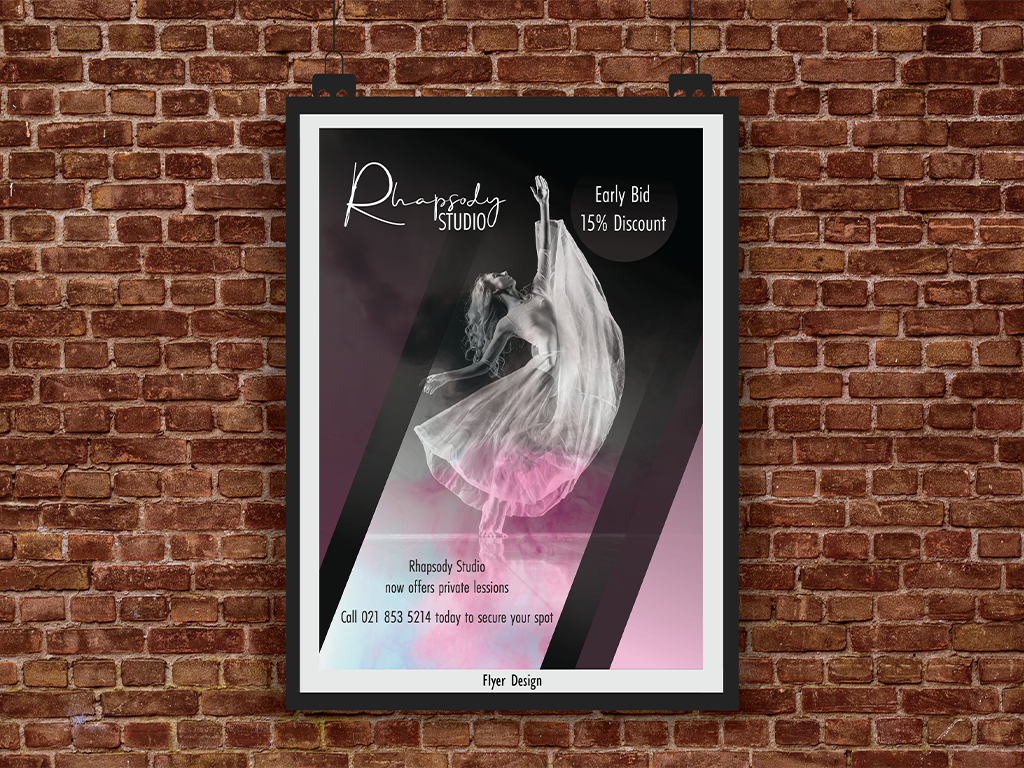 Rhapsody
STUDIO
Early Bid
15% Discount
Rhapsody Studio
now offers private lessions
Call 021 853 5214 today to secure your spot
Flyer Design